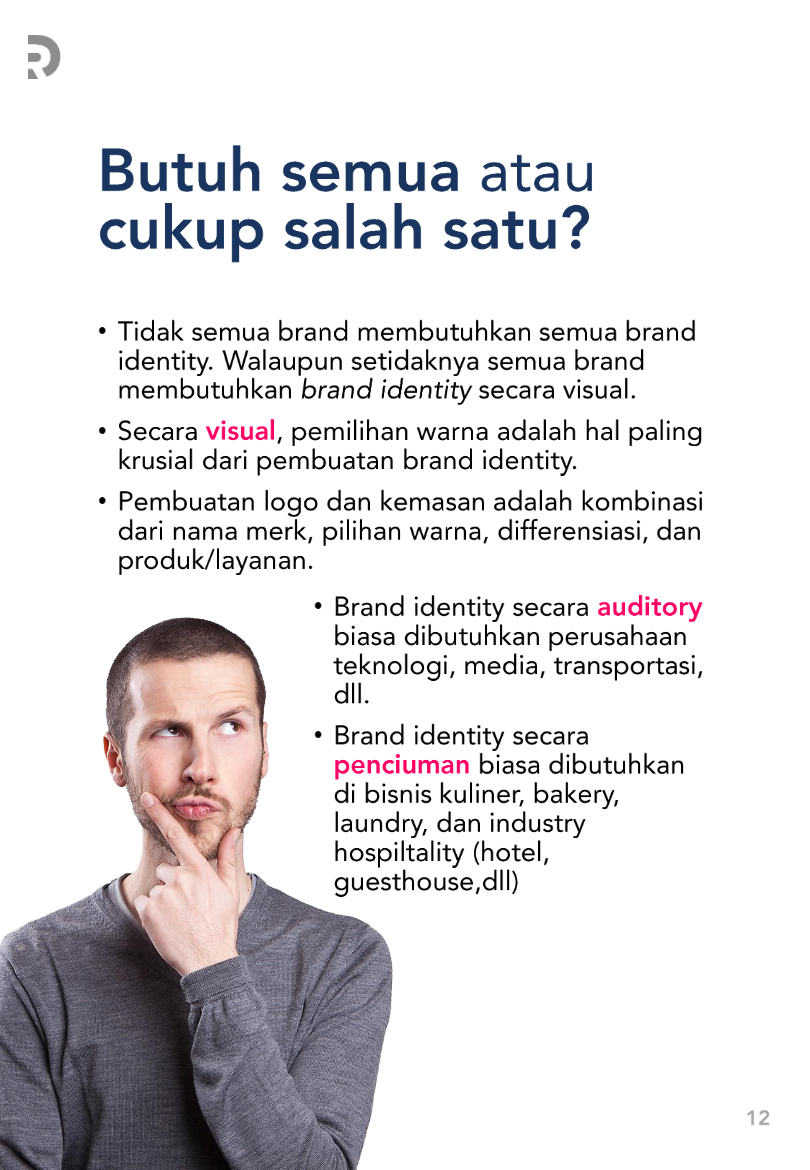 Butuh semua atau
cukup salah satu?
• Tidak semua brand membutuhkan semua brand
identity. Walaupun setidaknya semua brand
membutuhkan brand identity secara visual.
• Secara visual, pemilihan warna adalah hal paling
krusial dari pembuatan brand identity.
• Pembuatan logo dan kemasan adalah kombinasi
dari nama merk, pilihan warna, differensiasi, dan
produk/layanan.
• Brand identity secara auditory
biasa dibutuhkan perusahaan
teknologi, media, transportasi,
dll.
• Brand identity secara
penciuman biasa dibutuhkan
di bisnis kuliner, bakery,
laundry, dan industry
hospiltality (hotel,
guesthouse,dll)
12